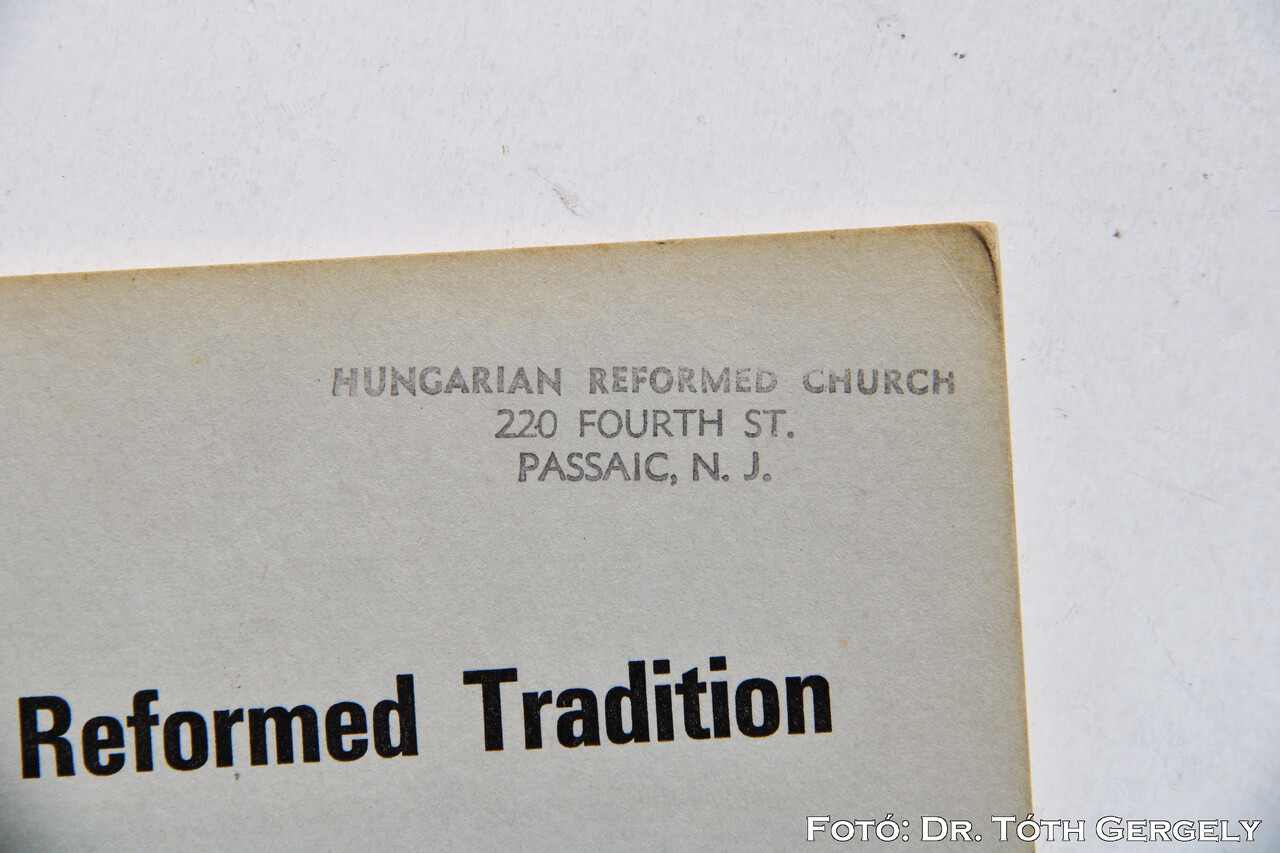 HUNGARIAN REFORMED CHURCH
220 FOURTH ST.
PASSAIC, N. J.
Reformed Tradition
Fotó: Dr. Tóth Gergely